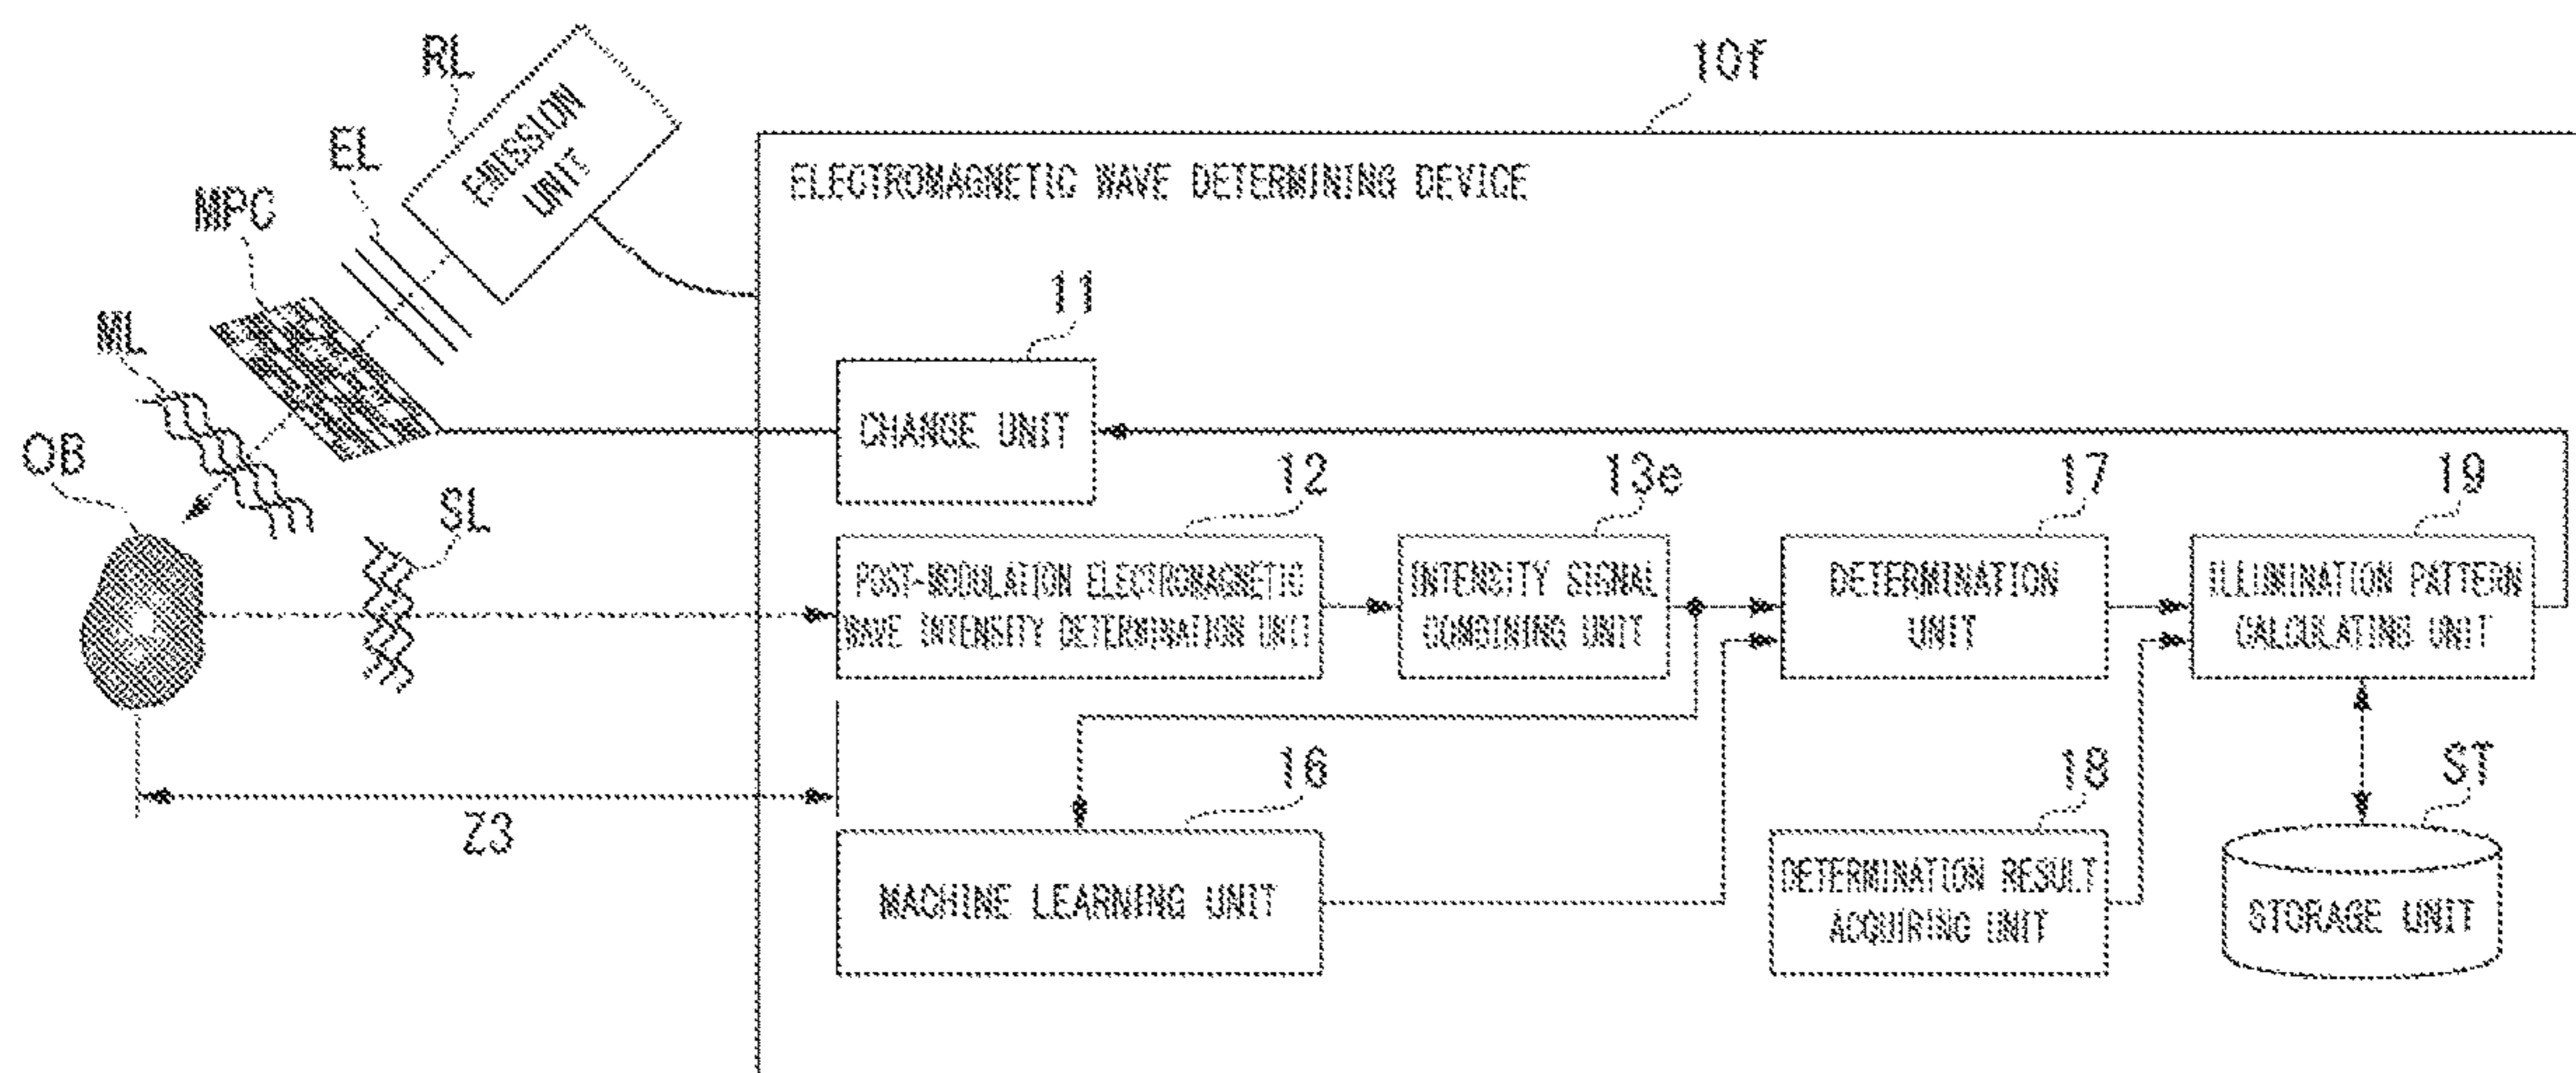 RL
EMISSION
UNIT
10f
EL
ELECTROMAGNETIC WAVE DETERMINING DEVICE
MPC
11
ML
CHANGE UNIT
OB
SL
12
13e
17
19
POST-MODULATION ELECTROMAGNETIC
WAVE INTENSITY DETERMINATION UNIT
INTENSITY SIGNAL
COMBINING UNIT
DETERMINATION
UNIT
ILLUMINATION PATTERN
CALCULATING UNIT
Z3
16
18
ST
MACHINE LEARNING UNIT
DETERMINATION RESULT
ACQUIRING UNIT
STORAGE UNIT